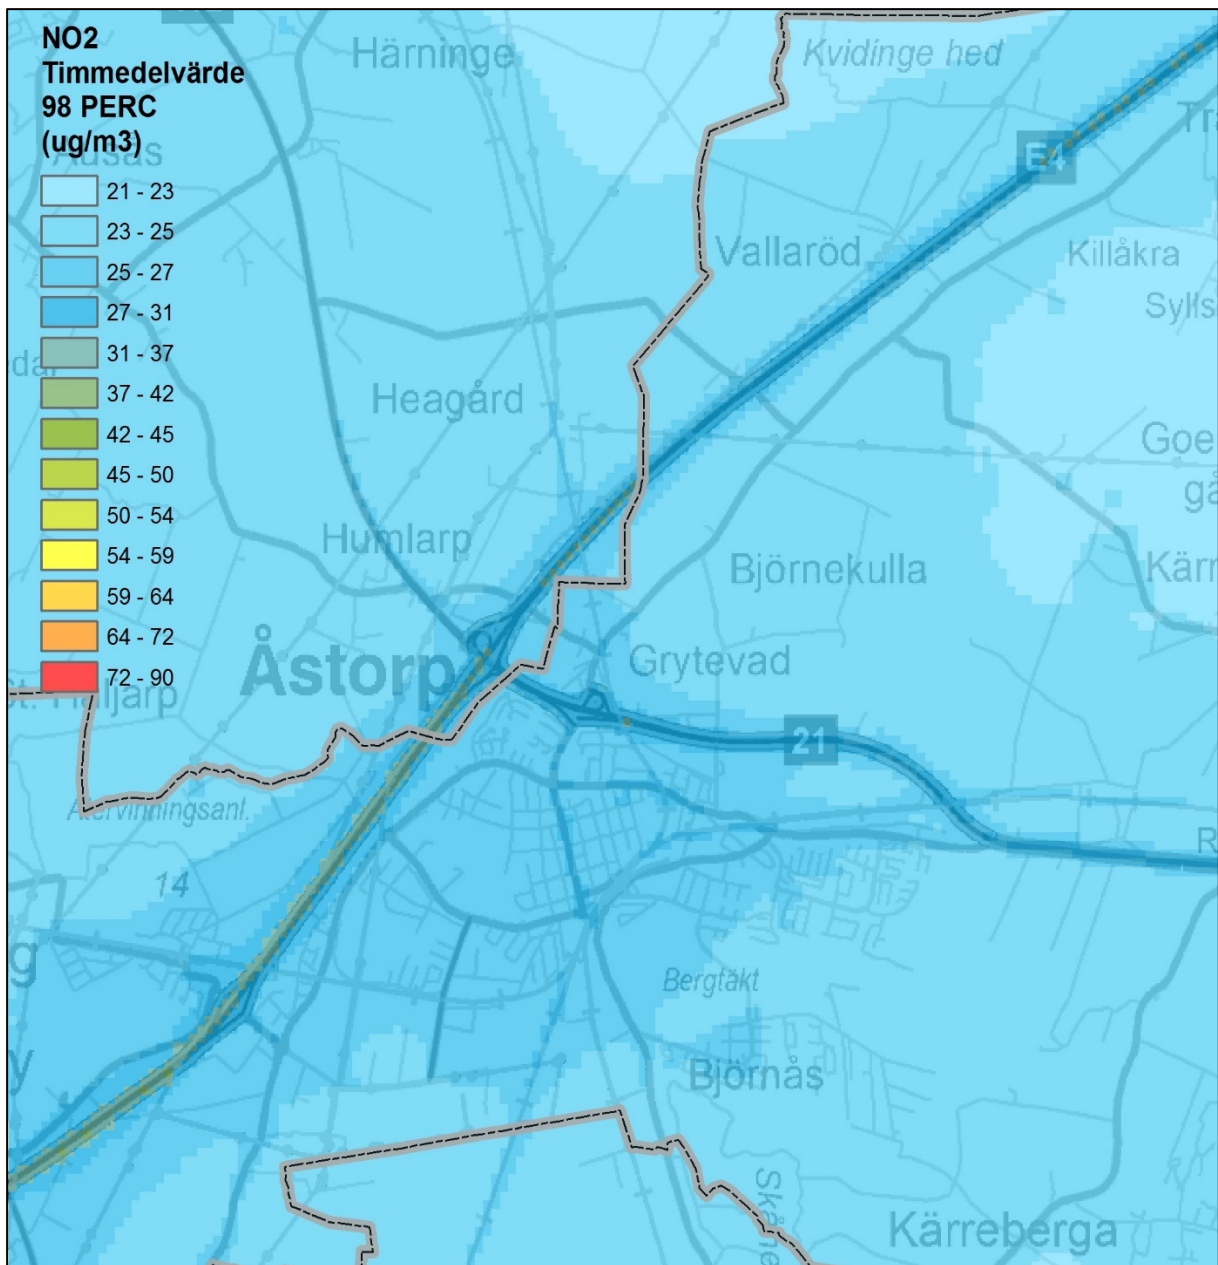 NO2
Timmedelvärde
98 PERC
(ug/m3)
21 - 23
23 - 25
25 - 27
27 - 31
31 - 37
37 - 42
42 - 45
45 - 50
50 - 54
54 - 59
59 - 64
64 - 72
72 - 90
Härninge
Kvidinge hed
E4
Vallaröd
Killåkra
Heagård
Humlarp
Björnekulla
Åstorp
Grytevad
21
14
Bergtäkt
Björnås
Kärreberga